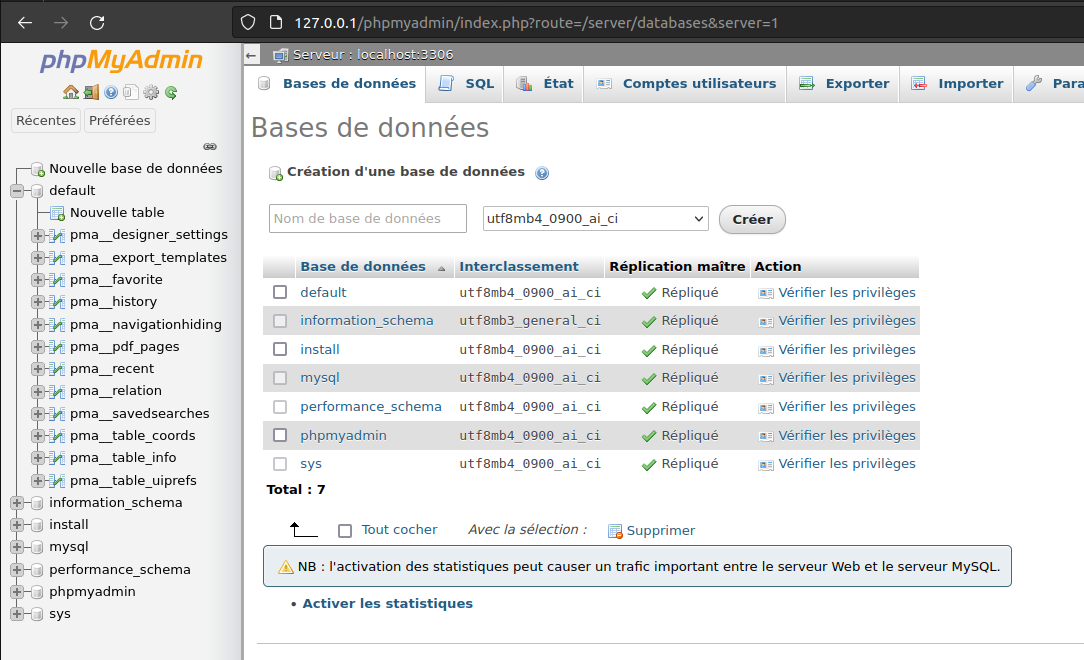 127.0.0.1/phpmyadmin/index.php?route=/server/databases&server=1
phpMyAdmin
Récentes Préférées
Nouvelle base de données
default
Nouvelle table
pma__designer_settings
pma__export_templates
pma__favorite
pma__history
pma__navigationhiding
pma__pdf_pages
pma__recent
pma__relation
pma__savedsearches
pma__table_coords
pma__table_info
pma__table_uiprefs
information_schema
install
mysql
performance_schema
phpmyadmin
sys
Serveur : localhost:3306
Bases de données SQL État Comptes utilisateurs Exporter Importer Para
Bases de données
Création d'une base de données
Nom de base de données utf8mb4_0900_ai_ci Créer
Base de données Interclassement Réplication maître Action
default utf8mb4_0900_ai_ci Répliqué Vérifier les privilèges
information_schema utf8mb3_general_ci Répliqué Vérifier les privilèges
install utf8mb4_0900_ai_ci Répliqué Vérifier les privilèges
mysql utf8mb4_0900_ai_ci Répliqué Vérifier les privilèges
performance_schema utf8mb4_0900_ai_ci Répliqué Vérifier les privilèges
phpmyadmin utf8mb4_0900_ai_ci Répliqué Vérifier les privilèges
sys utf8mb4_0900_ai_ci Répliqué Vérifier les privilèges
Total : 7
Tout cocher Avec la sélection : Supprimer
NB : l'activation des statistiques peut causer un trafic important entre le serveur Web et le serveur MySQL.
• Activer les statistiques